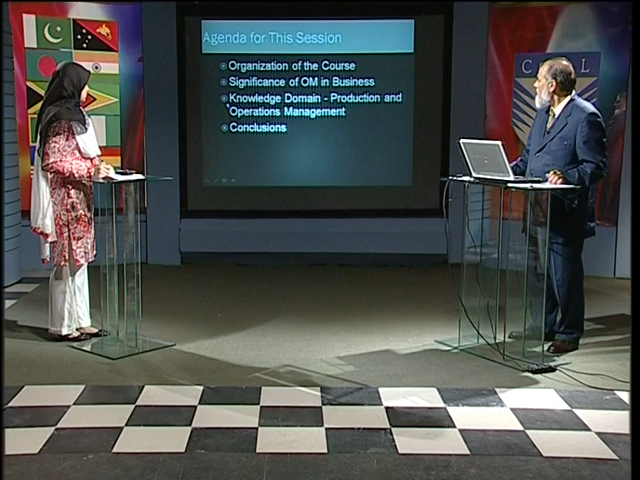 Agenda for This Session
Organization of the Course
Significance of OM in Business
Knowledge Domain - Production and
Operations Management
Conclusions
C L